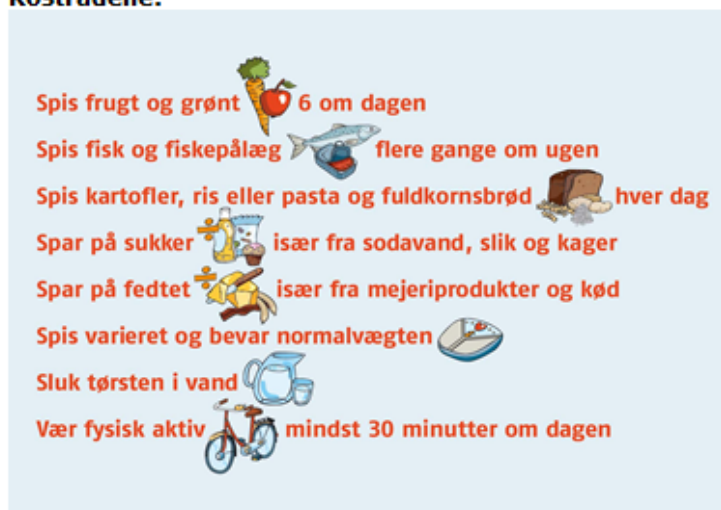 Kostrådene:
Spis frugt og grønt 6 om dagen
Spis fisk og fiskepålæg flere gange om ugen
Spis kartofler, ris eller pasta og fuldkornsbrød hver dag
Spar på sukker især fra sodavand, slik og kager
Spar på fedtet især fra mejeriprodukter og kød
Spis varieret og bevar normalvægten
Sluk tørsten i vand
Vær fysisk aktiv mindst 30 minutter om dagen